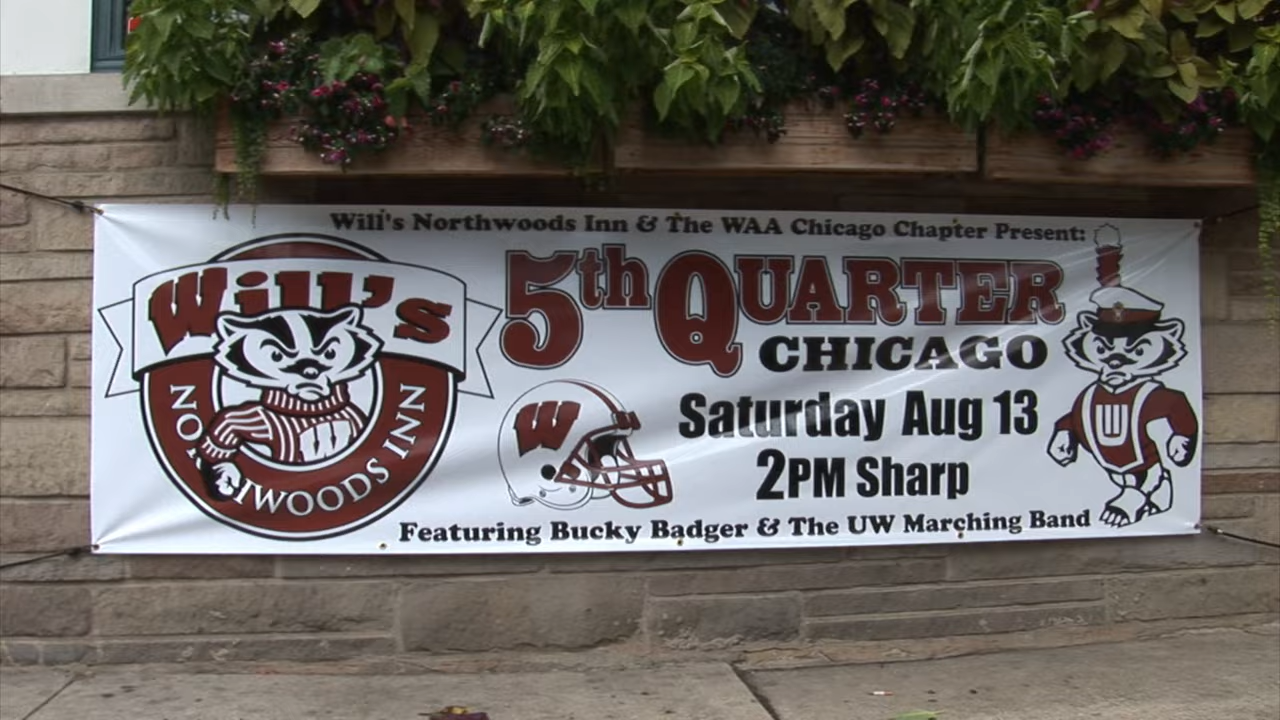 Will's Northwoods Inn & The WAA Chicago Chapter Present:
Will's
INN
5th QUARTER
CHICAGO
W
Saturday Aug 13
2PM Sharp
W
W
Featuring Bucky Badger & The UW Marching Band